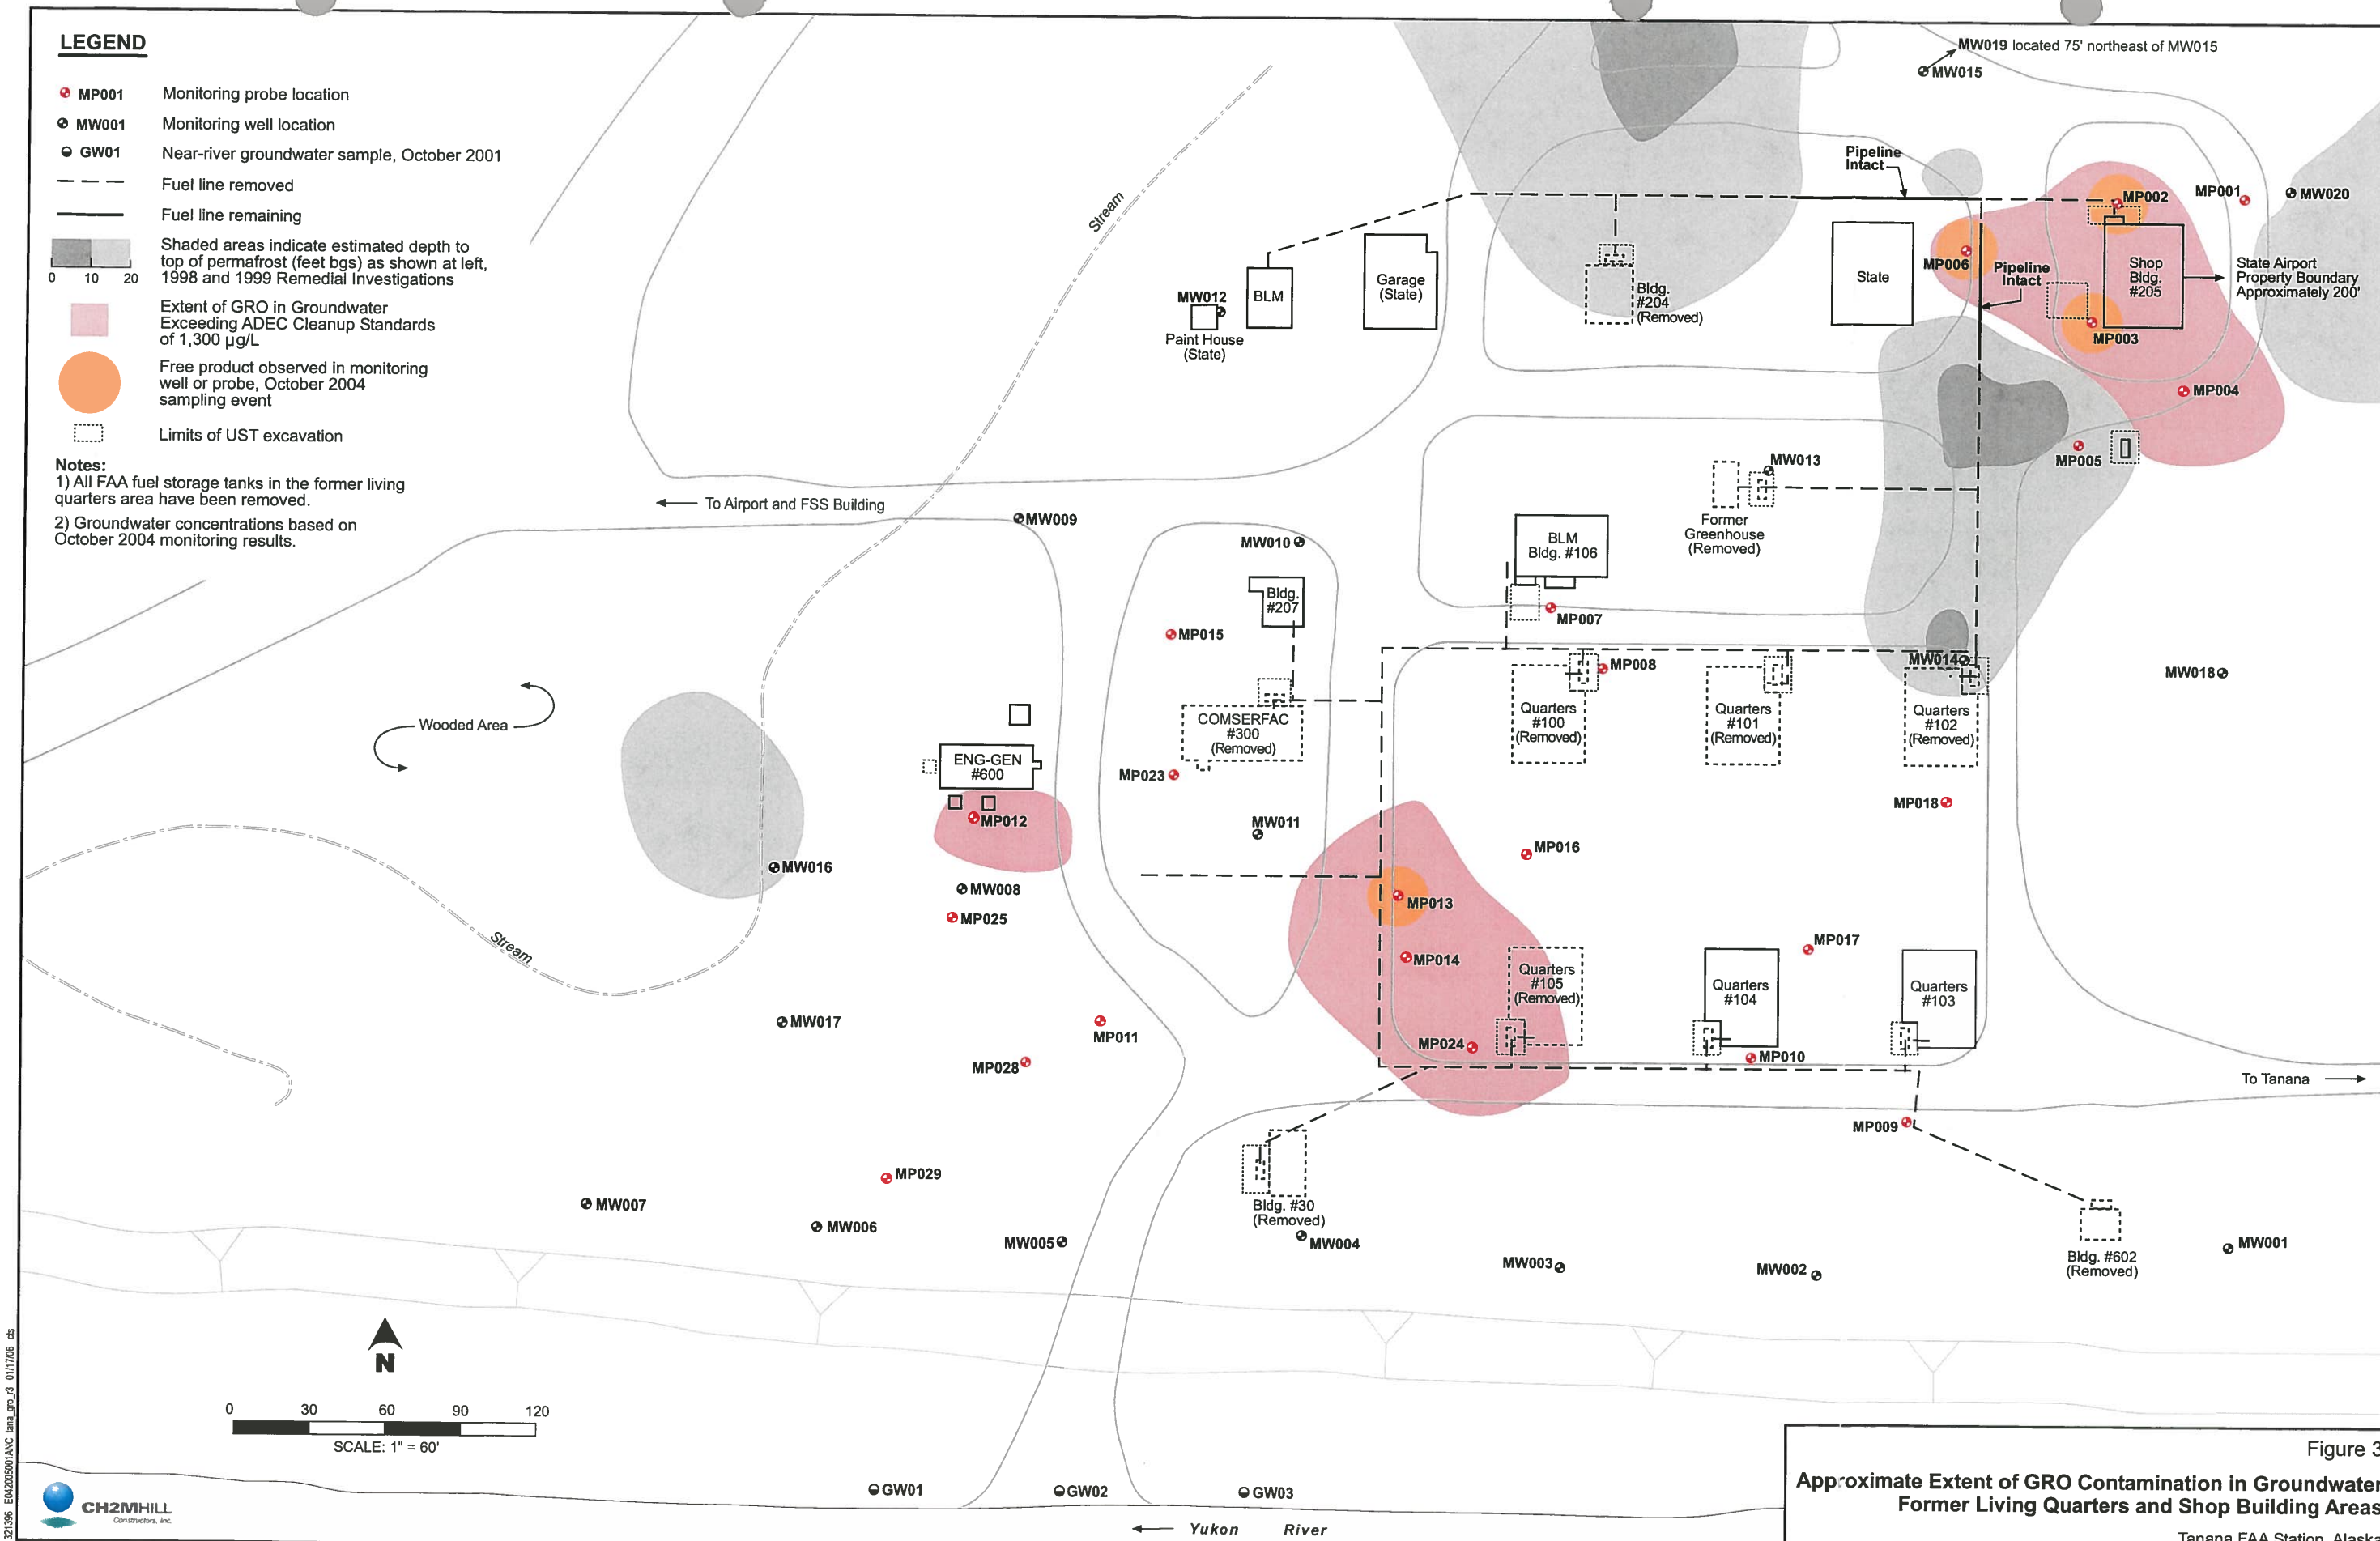 LEGEND
MP001 Monitoring probe location
MW001 Monitoring well location
GW01 Near-river groundwater sample, October 2001
Fuel line removed
Fuel line remaining
Shaded areas indicate estimated depth to
top of permafrost (feet bgs) as shown at left,
1998 and 1999 Remedial Investigations
0 10 20
Extent of GRO in Groundwater
Exceeding ADEC Cleanup Standards
of 1,300 µg/L
Free product observed in monitoring
well or probe, October 2004
sampling event
Limits of UST excavation
Notes:
1) All FAA fuel storage tanks in the former living
quarters area have been removed.
2) Groundwater concentrations based on
October 2004 monitoring results.
MW019 located 75' northeast of MW015
MW015
Pipeline
Intact
MP002
MP001
MW020
Stream
MP006
Pipeline
Intact
State
Shop
Bldg.
#205
State Airport
Property Boundary
Approximately 200'
Garage
(State)
BLM
MW012
Paint House
(State)
Bldg.
#204
(Removed)
MP003
MP004
MP005
MW013
Former
Greenhouse
(Removed)
To Airport and FSS Building
MW009
MW010
BLM
Bldg. #106
Bldg.
#207
MP007
MP015
MP008
MW014
MW018
Quarters
#100
(Removed)
Quarters
#101
(Removed)
Quarters
#102
(Removed)
COMSERFAC
#300
(Removed)
Wooded Area
ENG-GEN
#600
MP023
MP018
MP012
MW011
MP016
MW016
MW008
MP025
MP013
Stream
MP014
MP017
Quarters
#105
(Removed)
Quarters
#104
Quarters
#103
MW017
MP011
MP024
MP010
MP028
To Tanana
MP009
MP029
MW007
MW006
MW005
Bldg. #30
(Removed)
MW004
MW003
MW002
Bldg. #602
(Removed)
MW001
N
0 30 60 90 120
SCALE: 1" = 60'
CH2MHILL
Constructors, Inc.
GW01
GW02
GW03
Yukon River
Figure 3
Approximate Extent of GRO Contamination in Groundwater
Former Living Quarters and Shop Building Areas
Tanana FAA Station, Alaska
321396 E042005001ANC tana_gro_r3 01/17/06 cls